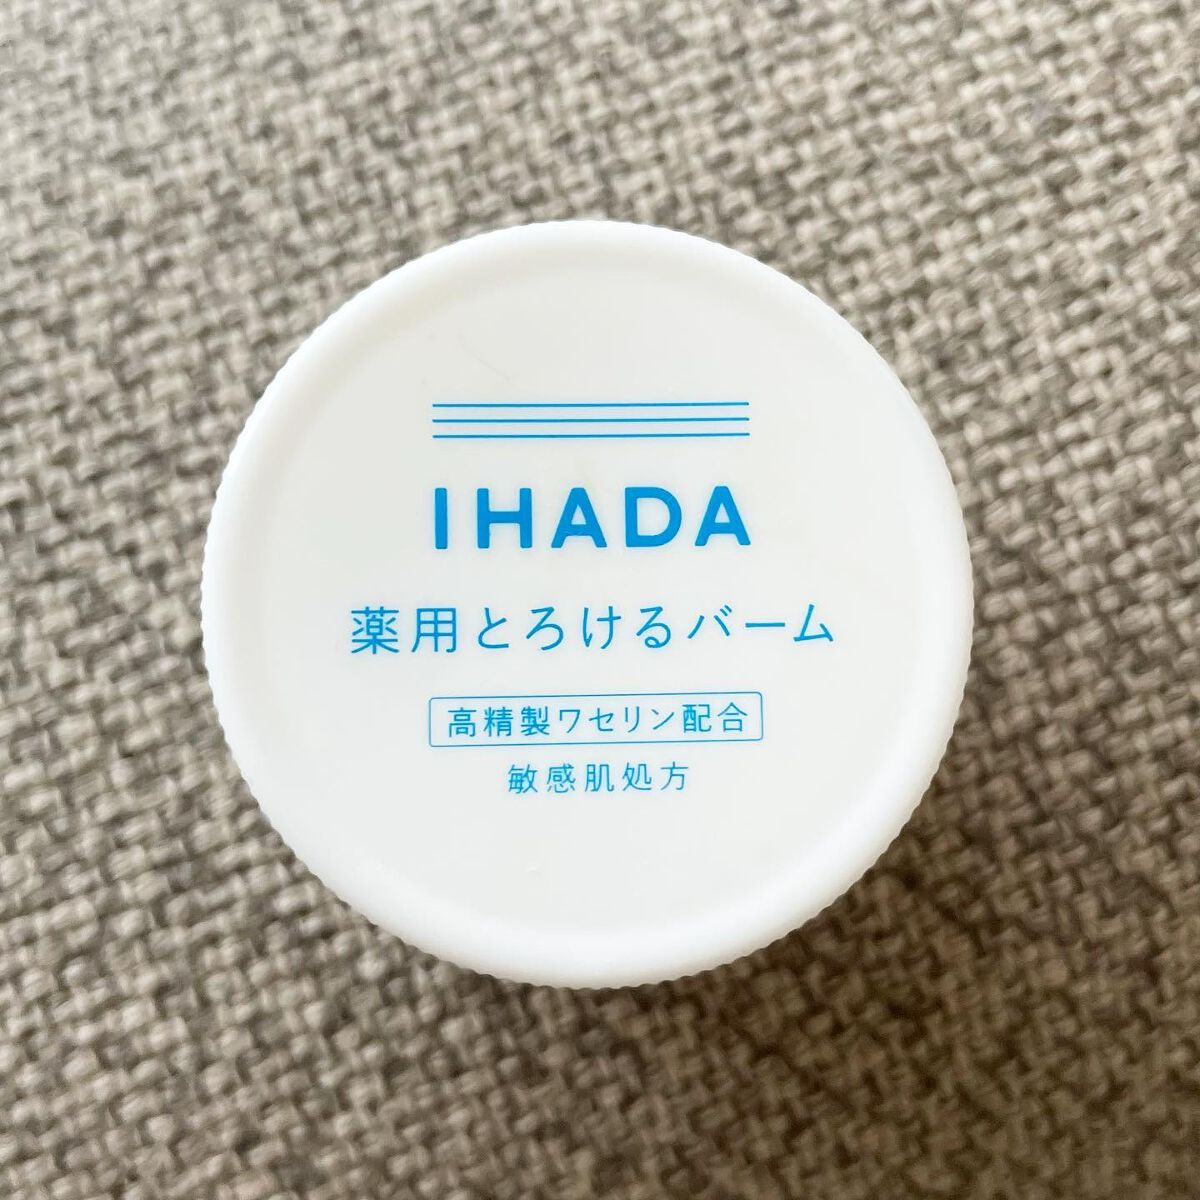 IHADA
薬用とろけるバーム
高精製ワセリン配合
敏感肌処方